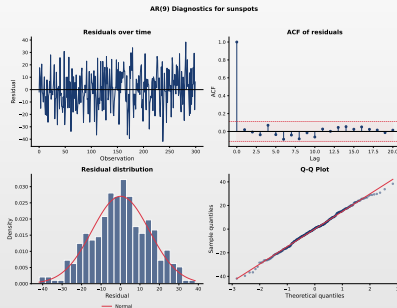 AR(9) Diagnostics for sunspots
Residuals over time
40
30
20
10
0
−10
−20
−30
−40
Residual
0 50 100 150 200 250 300
Observation
ACF of residuals
1.0
0.8
0.6
0.4
0.2
0.0
ACF
0.0 2.5 5.0 7.5 10.0 12.5 15.0 17.5 20.0
Lag
Residual distribution
0.030
0.025
0.020
0.015
0.010
0.005
0.000
Density
−40 −30 −20 −10 0 10 20 30 40
Residual
Normal
Q-Q Plot
40
20
0
−20
−40
Sample quantiles
−3 −2 −1 0 1 2
Theoretical quantiles